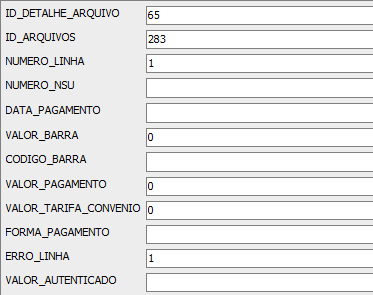 ID_DETALHE_ARQUIVO 65
ID_ARQUIVOS 283
NUMERO_LINHA 1
NUMERO_NSU
DATA_PAGAMENTO
VALOR_BARRA 0
CODIGO_BARRA
VALOR_PAGAMENTO 0
VALOR_TARIFA_CONVENIO 0
FORMA_PAGAMENTO
ERRO_LINHA 1
VALOR_AUTENTICADO